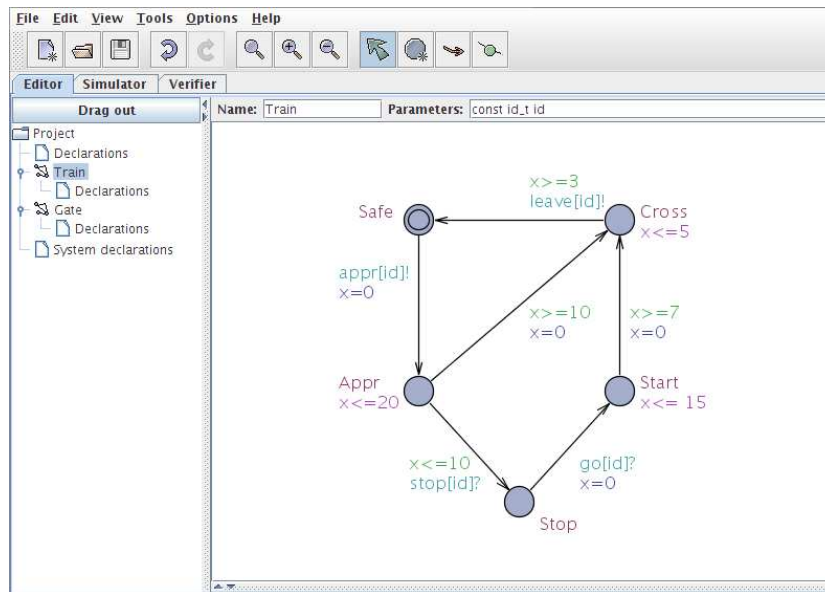 File Edit View Tools Options Help
Editor Simulator Verifier
Drag out
Name: Train Parameters: const id_t id
Project
Declarations
Train
Declarations
Gate
Declarations
System declarations
x>=3
leave[id]!
Safe
Cross
x<=5
appr[id]!
x=0
x>=10
x=0
x>=7
x=0
Appr
x<=20
Start
x<= 15
x<=10
stop[id]?
go[id]?
x=0
Stop